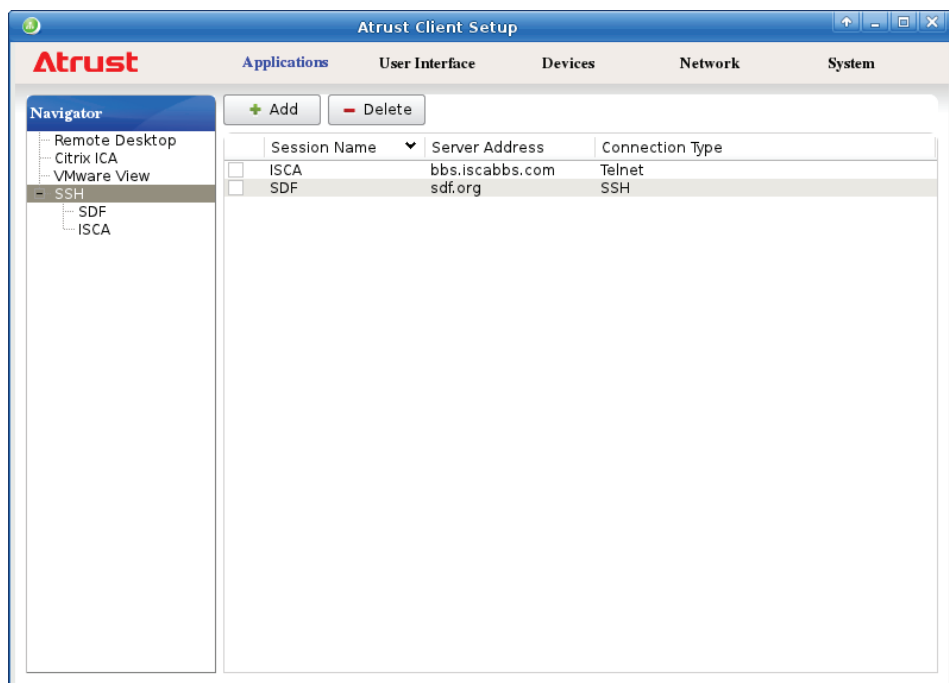 Atrust Client Setup
Atrust
Applications User Interface Devices Network System
Navigator
Remote Desktop
Citrix ICA
VMware View
SSH
SDF
ISCA
Add Delete
Session Name Server Address Connection Type
ISCA bbs.iscabbs.com Telnet
SDF sdf.org SSH